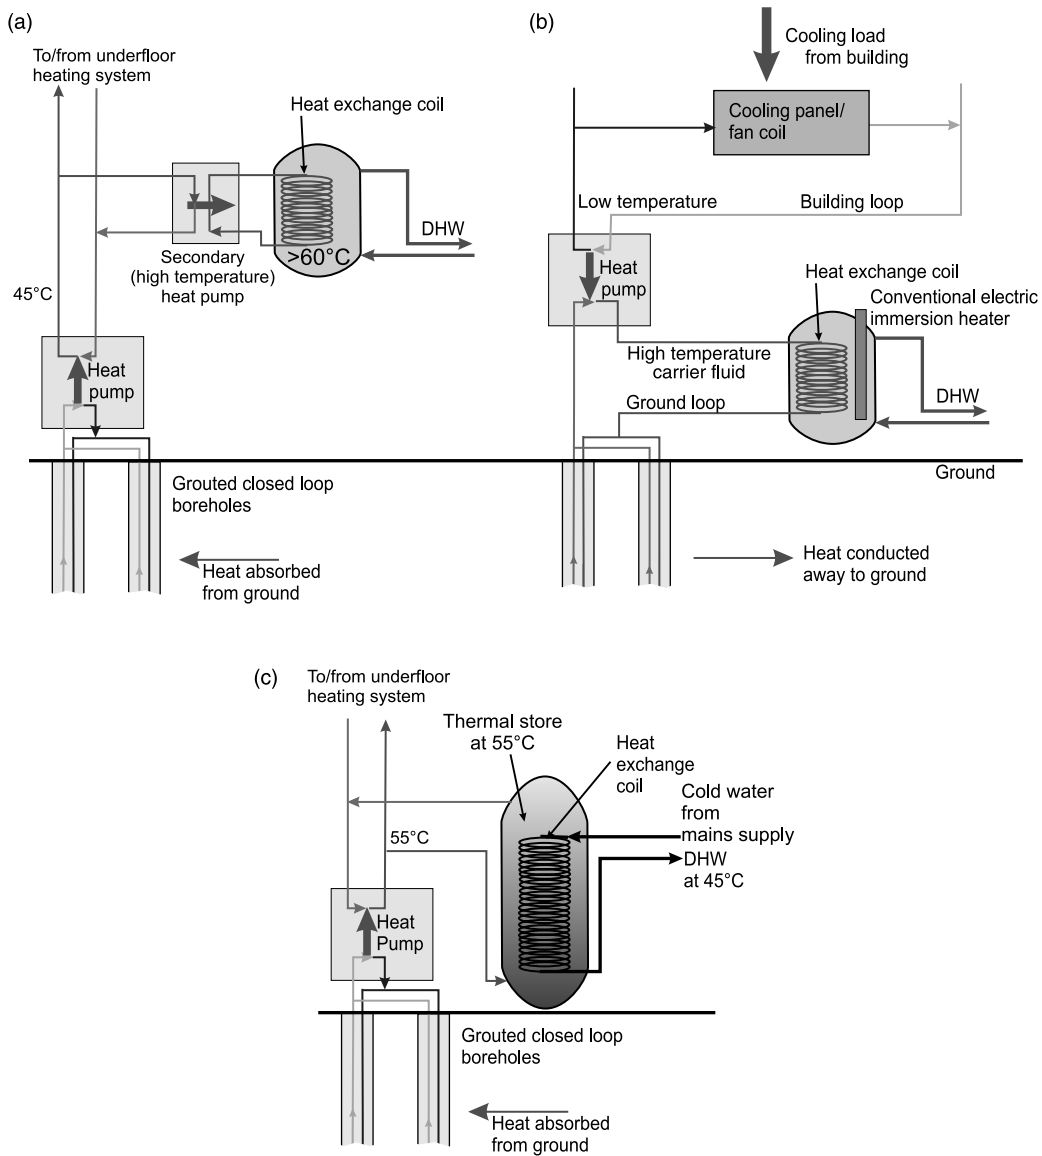 (a)
To/from underfloor
heating system
Heat exchange coil
DHW
>60°C
Secondary
(high temperature)
heat pump
45°C
Heat
pump
Grouted closed loop
boreholes
Heat absorbed
from ground
(b)
Cooling load
from building
Cooling panel/
fan coil
Low temperature
Building loop
Heat
pump
Heat exchange coil
Conventional electric
immersion heater
High temperature
carrier fluid
DHW
Ground loop
Ground
Heat conducted
away to ground
(c)
To/from underfloor
heating system
Thermal store
at 55°C
Heat
exchange
coil
Cold water
from
mains supply
55°C
DHW
at 45°C
Heat
Pump
Grouted closed loop
boreholes
Heat absorbed
from ground